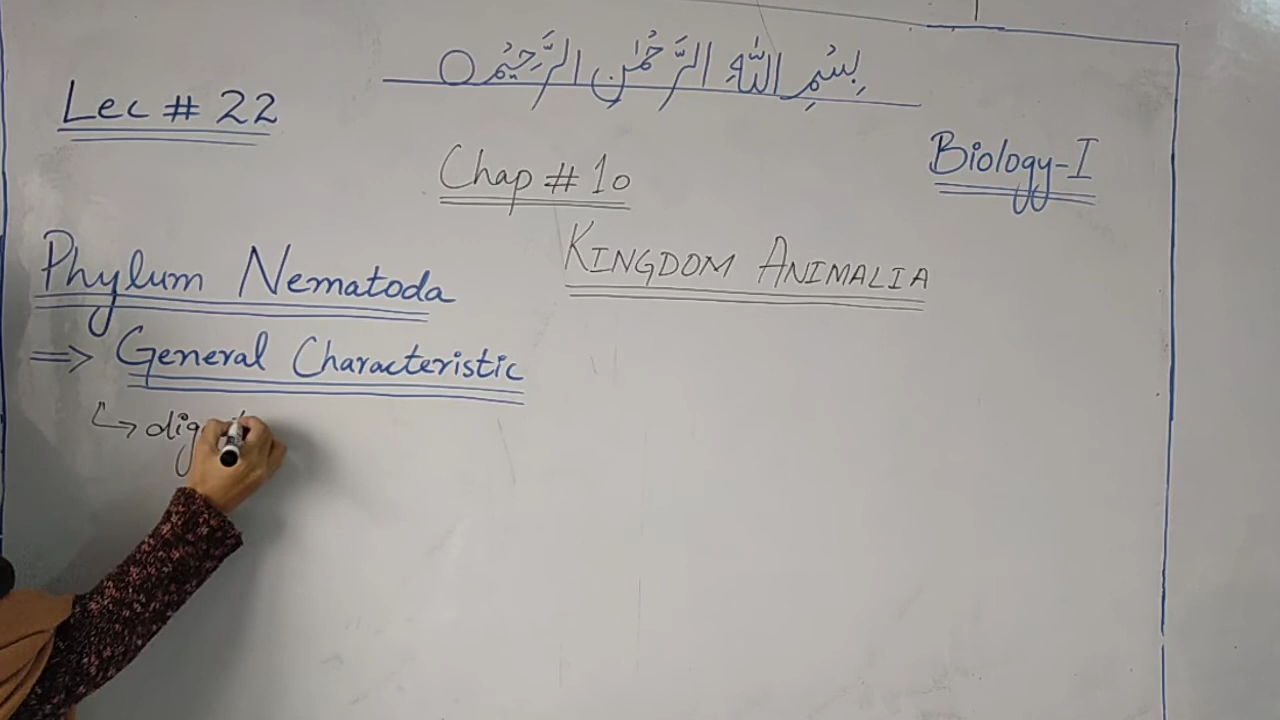 بِسْمِ اللّٰهِ الرَّحْمٰنِ الرَّحِيْمِ
Lec # 22
Biology-I
Chap # 10
KINGDOM ANIMALIA
Phylum Nematoda
⇒ General Characteristic